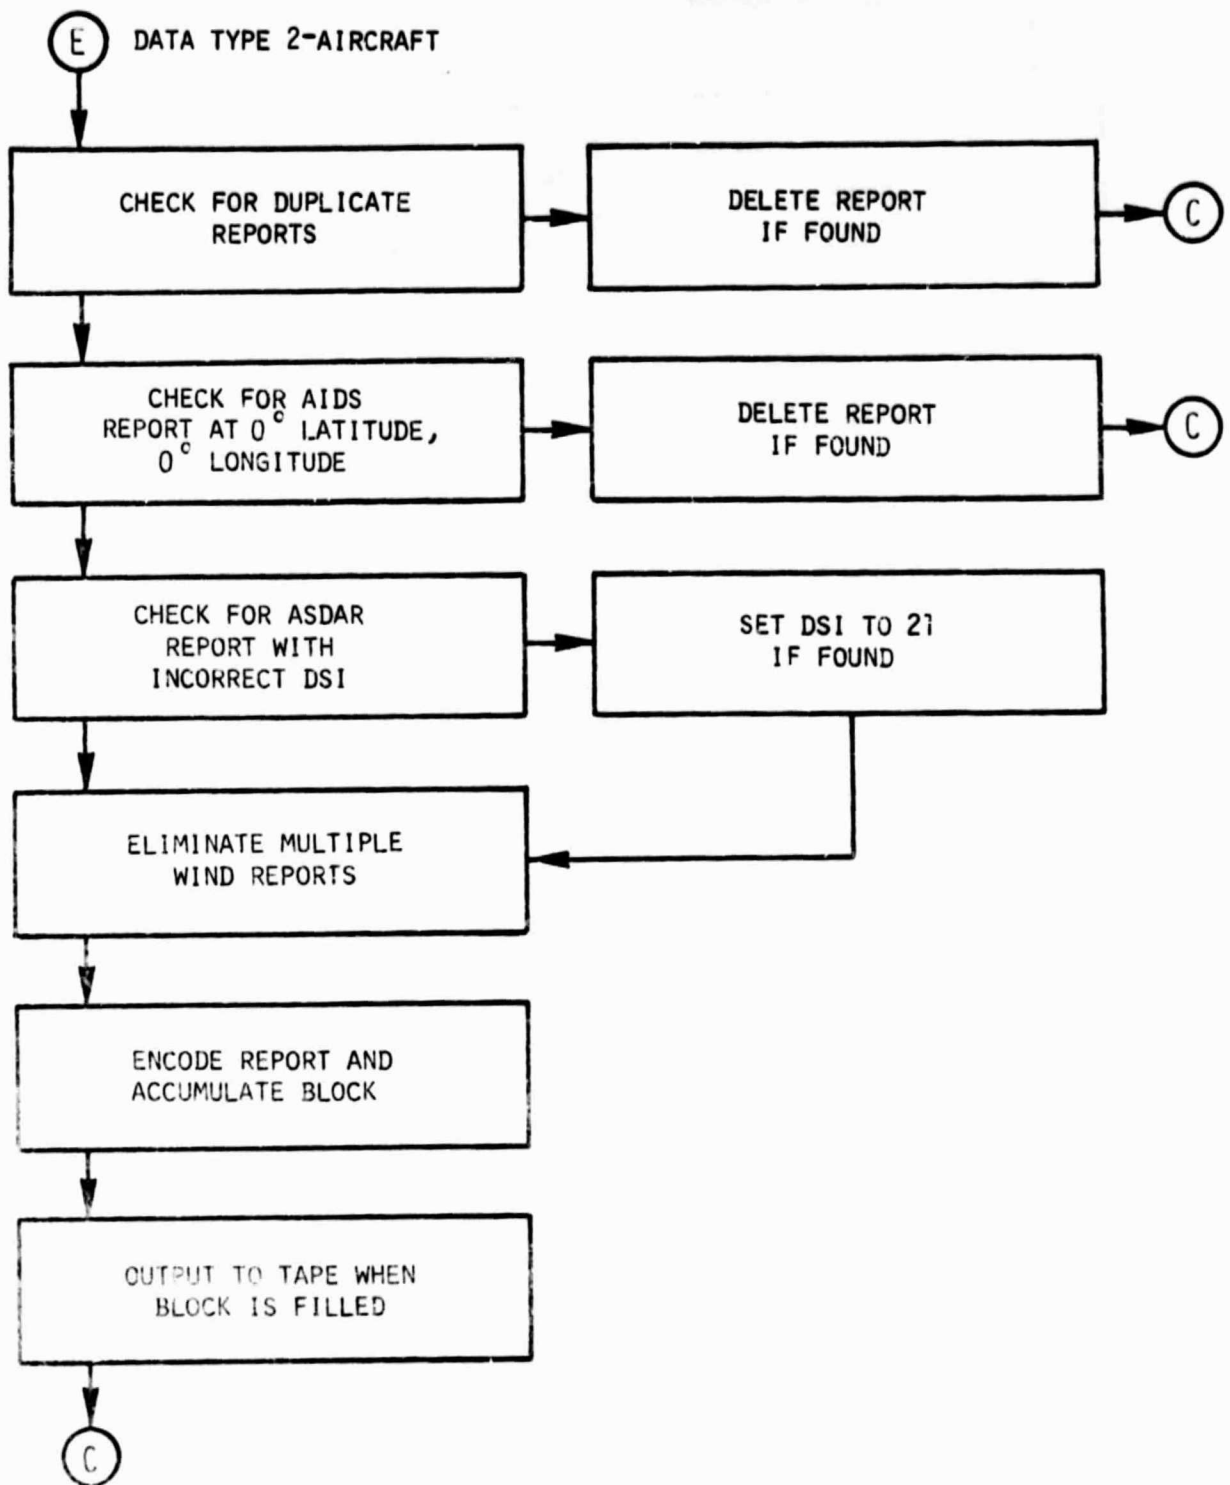 E
DATA TYPE 2-AIRCRAFT
CHECK FOR DUPLICATE
REPORTS
DELETE REPORT
IF FOUND
C
CHECK FOR AIDS
REPORT AT 0° LATITUDE,
0° LONGITUDE
DELETE REPORT
IF FOUND
C
CHECK FOR ASDAR
REPORT WITH
INCORRECT DSI
SET DSI TO 21
IF FOUND
ELIMINATE MULTIPLE
WIND REPORTS
ENCODE REPORT AND
ACCUMULATE BLOCK
OUTPUT TO TAPE WHEN
BLOCK IS FILLED
C